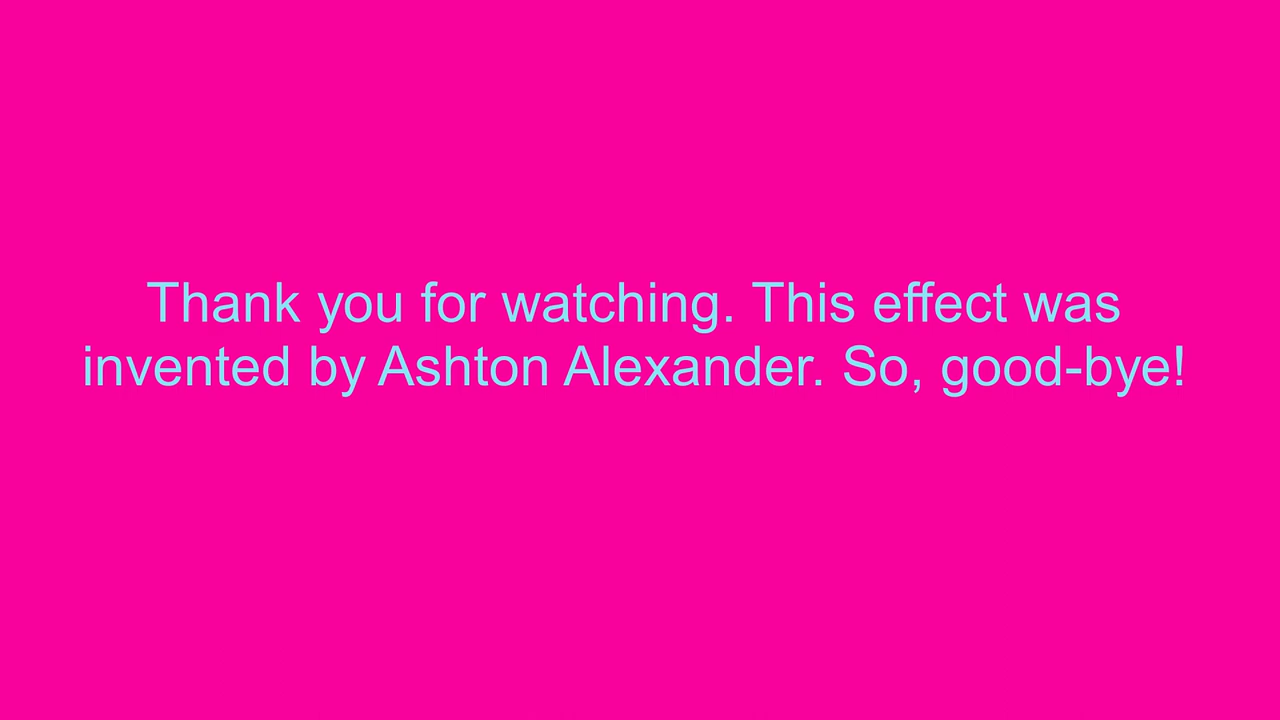 Thank you for watching. This effect was
invented by Ashton Alexander. So, good-bye!